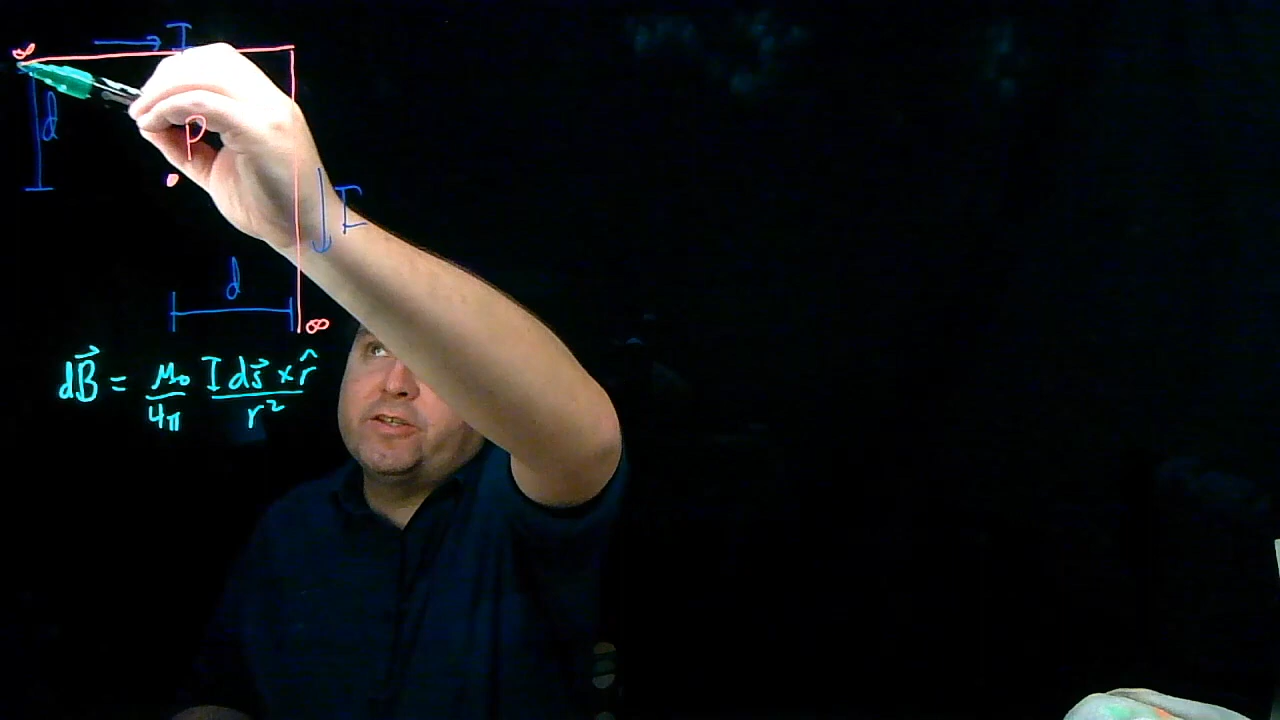 ∞ I
d
P
I
d
∞
dB⃗ = μ₀/4π I ds⃗ × r̂/r²